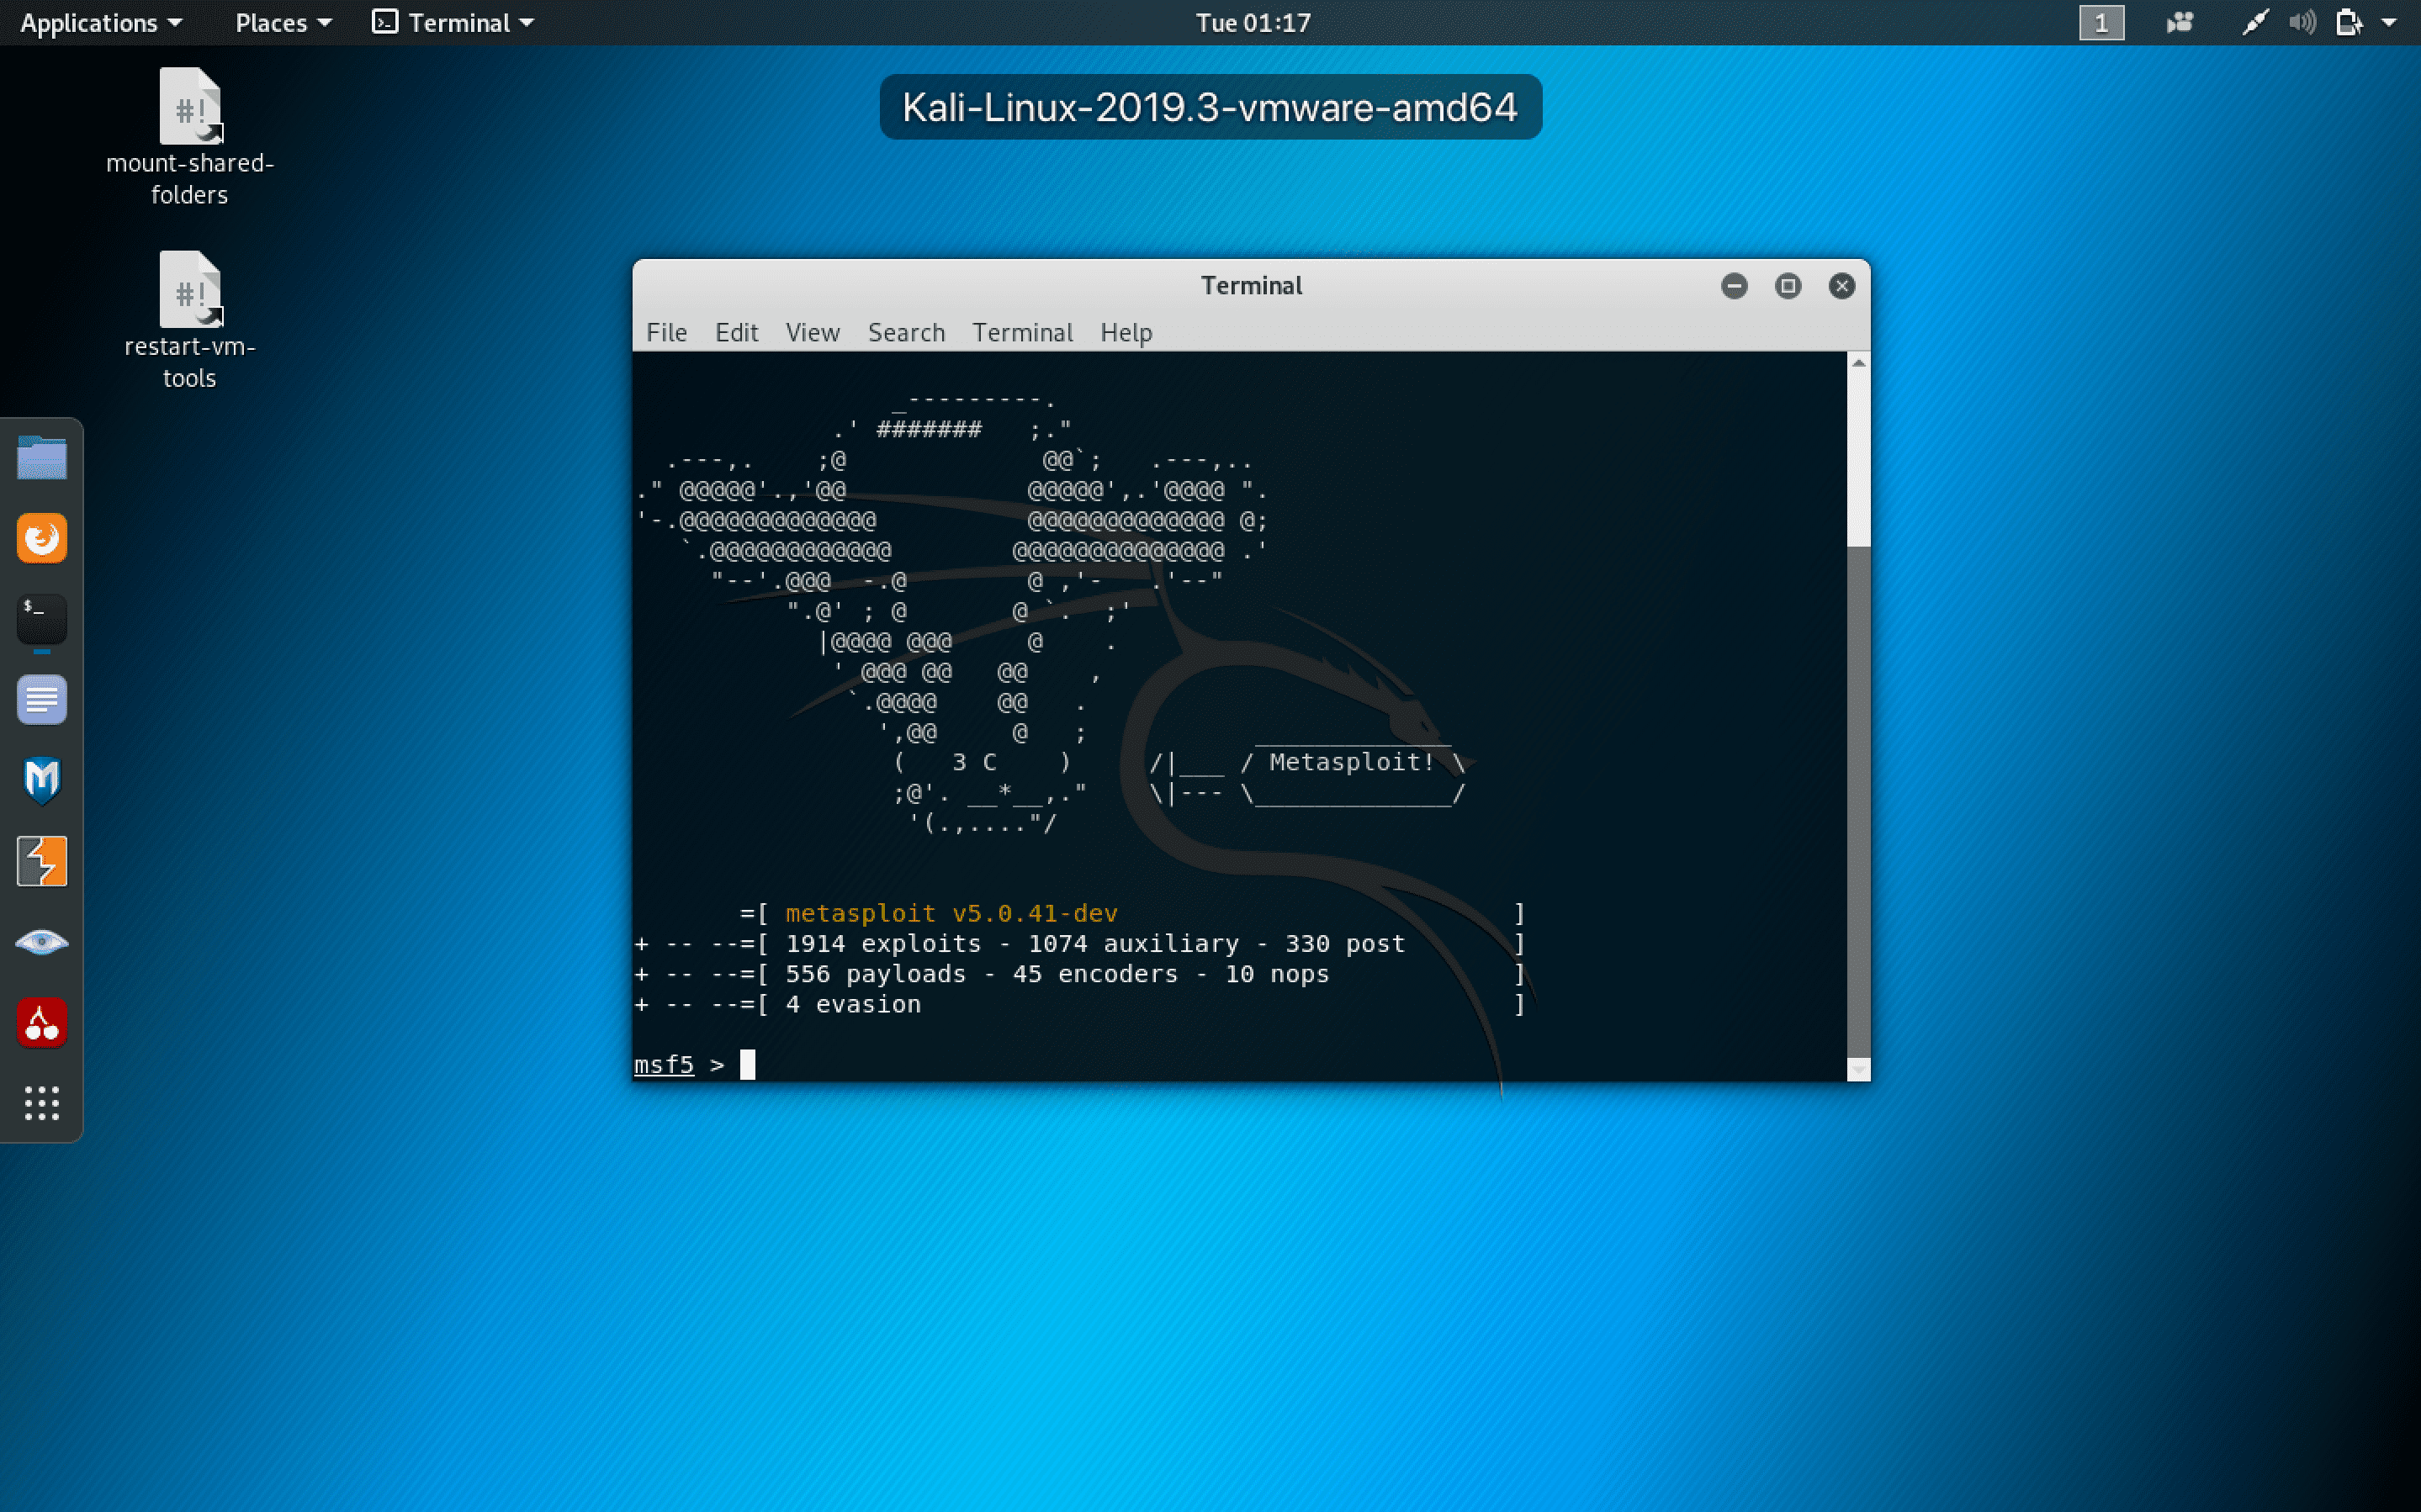 Applications Places Terminal Tue 01:17 1
Kali-Linux-2019.3-vmware-amd64
mount-shared-
folders
restart-vm-
tools
Terminal
File Edit View Search Terminal Help
                 _---------.
             .' #######   ;."
  .---,.    ;@             @@`;   .---,..
." @@@@@'.,'@@            @@@@@',.'@@@@ ".
'-.@@@@@@@@@@@@@          @@@@@@@@@@@@@ @;
   `.@@@@@@@@@@@@        @@@@@@@@@@@@@@ .'
     "--'.@@@  -.@        @ ,'-   .'--"
          ".@' ; @       @ `.  ;'
            |@@@@ @@@     @    .
             ' @@@ @@   @@    ,
              `.@@@@    @@   .
                ',@@     @   ;           _____________
                 (   3 C    )     /|___ / Metasploit! \
                 ;@'. __*__,."    \|--- \_____________/
                  '(.,...."/
       =[ metasploit v5.0.41-dev                          ]
+ -- --=[ 1914 exploits - 1074 auxiliary - 330 post       ]
+ -- --=[ 556 payloads - 45 encoders - 10 nops            ]
+ -- --=[ 4 evasion                                       ]
msf5 >